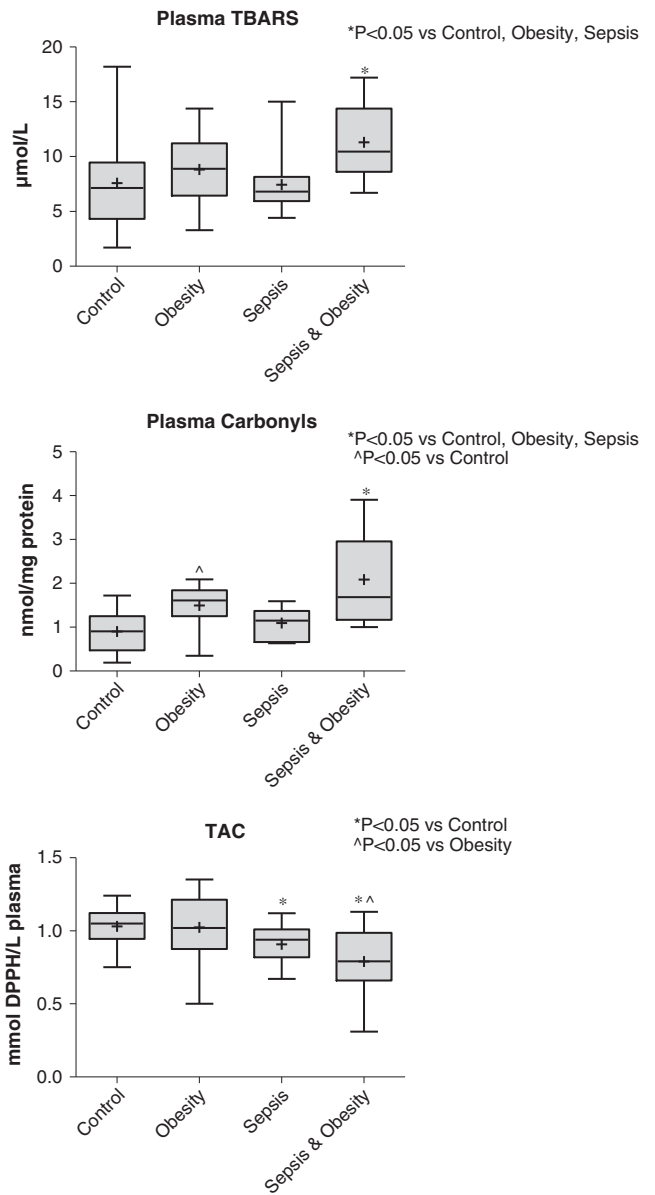 Plasma TBARS
*P<0.05 vs Control, Obesity, Sepsis
20
15
10
5
0
µmol/L
*
Control
Obesity
Sepsis
Sepsis & Obesity
Plasma Carbonyls
*P<0.05 vs Control, Obesity, Sepsis
^P<0.05 vs Control
5
4
3
2
1
0
nmol/mg protein
^
*
Control
Obesity
Sepsis
Sepsis & Obesity
TAC
*P<0.05 vs Control
^P<0.05 vs Obesity
1.5
1.0
0.5
0.0
mmol DPPH/L plasma
*
*^
Control
Obesity
Sepsis
Sepsis & Obesity